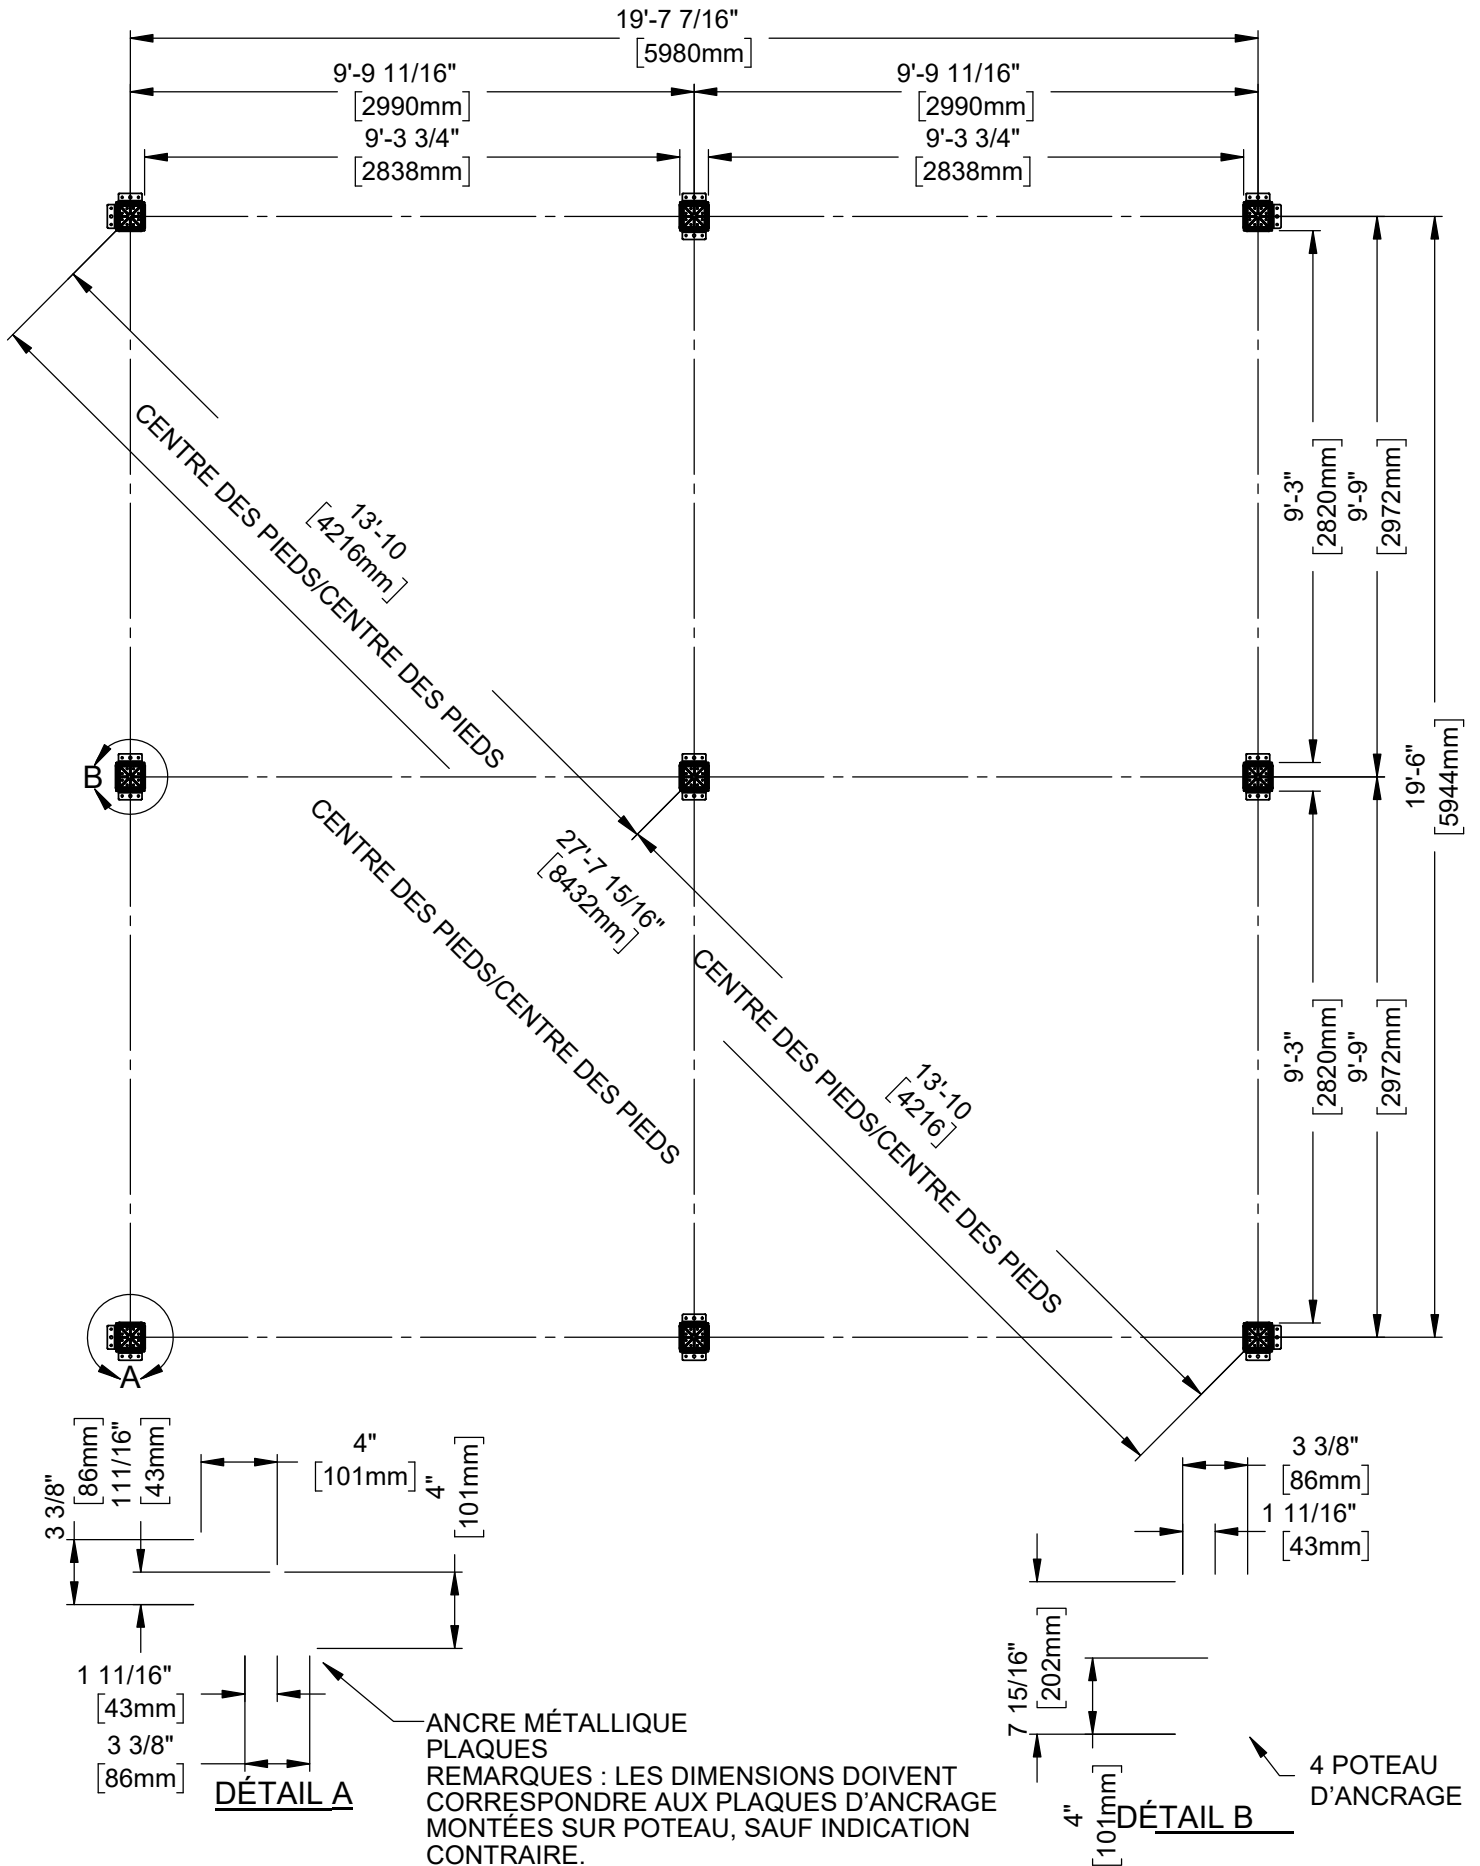 19'-7 7/16"
[5980mm]
9'-9 11/16"
[2990mm]
9'-9 11/16"
[2990mm]
9'-3 3/4"
[2838mm]
9'-3 3/4"
[2838mm]
CENTRE DES PIEDS/CENTRE DES PIEDS
13'-10
[4216mm]
9'-3"
[2820mm]
9'-9"
[2972mm]
19'-6"
[5944mm]
B
CENTRE DES PIEDS/CENTRE DES PIEDS
27'-7 15/16"
[8432mm]
CENTRE DES PIEDS/CENTRE DES PIEDS
13'-10
[4216]
9'-3"
[2820mm]
9'-9"
[2972mm]
A
3 3/8"
[86mm]
111/16"
[43mm]
4"
[101mm]
4"
[101mm]
1 11/16"
[43mm]
3 3/8"
[86mm]
DÉTAIL A
ANCRE MÉTALLIQUE
PLAQUES
REMARQUES : LES DIMENSIONS DOIVENT
CORRESPONDRE AUX PLAQUES D'ANCRAGE
MONTÉES SUR POTEAU, SAUF INDICATION
CONTRAIRE.
3 3/8"
[86mm]
1 11/16"
[43mm]
7 15/16"
[202mm]
4"
[101mm]
DÉTAIL B
4 POTEAU
D'ANCRAGE